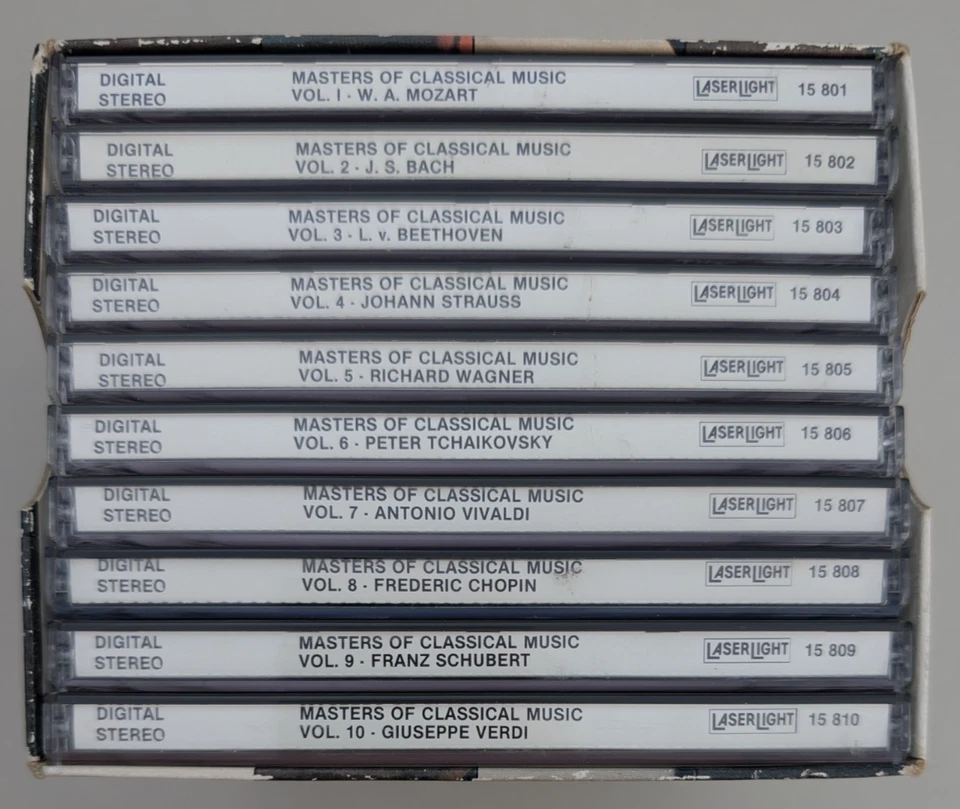 DIGITAL STEREO
MASTERS OF CLASSICAL MUSIC
VOL. I · W. A. MOZART
LASERLIGHT 15 801
DIGITAL STEREO
MASTERS OF CLASSICAL MUSIC
VOL. 2 · J. S. BACH
LASERLIGHT 15 802
DIGITAL STEREO
MASTERS OF CLASSICAL MUSIC
VOL. 3 · L. v. BEETHOVEN
LASERLIGHT 15 803
DIGITAL STEREO
MASTERS OF CLASSICAL MUSIC
VOL. 4 · JOHANN STRAUSS
LASERLIGHT 15 804
DIGITAL STEREO
MASTERS OF CLASSICAL MUSIC
VOL. 5 · RICHARD WAGNER
LASERLIGHT 15 805
DIGITAL STEREO
MASTERS OF CLASSICAL MUSIC
VOL. 6 · PETER TCHAIKOVSKY
LASERLIGHT 15 806
DIGITAL STEREO
MASTERS OF CLASSICAL MUSIC
VOL. 7 · ANTONIO VIVALDI
LASERLIGHT 15 807
DIGITAL STEREO
MASTERS OF CLASSICAL MUSIC
VOL. 8 · FREDERIC CHOPIN
LASERLIGHT 15 808
DIGITAL STEREO
MASTERS OF CLASSICAL MUSIC
VOL. 9 · FRANZ SCHUBERT
LASERLIGHT 15 809
DIGITAL STEREO
MASTERS OF CLASSICAL MUSIC
VOL. 10 · GIUSEPPE VERDI
LASERLIGHT 15 810